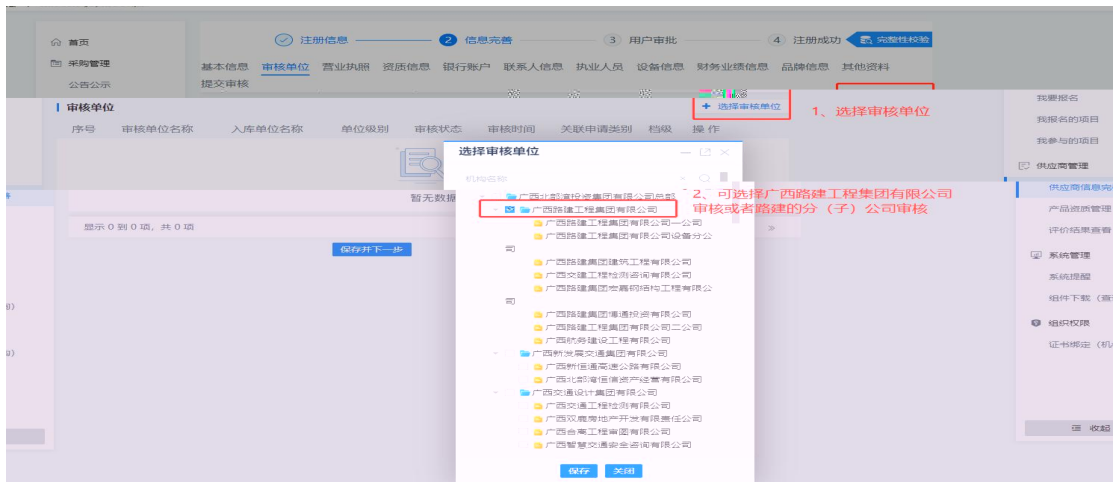 首页
注册信息
2 信息完善
3 用户审批
4 注册成功
完整性校验
采购管理
基本信息 审核单位 营业执照 资质信息 银行账户 联系人信息 执业人员 设备信息 财务业绩信息 品牌信息 其他资料
公告公示
提交审核
审核单位
+ 选择审核单位
1、选择审核单位
我要报名
序号 审核单位名称 入库单位名称 单位级别 审核状态 审核时间 关联申请类别 档级 操作
我报名的项目
我参与的项目
选择审核单位
机构名称
供应商管理
暂无数据
广西北部湾投资集团有限公司总部
2、可选择广西路建工程集团有限公司
审核或者路建的分（子）公司审核
供应商信息完
广西路建工程集团有限公司
产品资质管理
显示 0 到 0 项，共 0 项
广西路建工程集团有限公司一公司
广西路建工程集团有限公司设备分公
司
评价结果查看
保存并下一步
系统管理
广西路建集团建筑工程有限公司
广西交建工程检测咨询有限公司
系统提醒
广西路建集团宏嘉钢结构工程有限公
司
组件下载（查
广西路建集团博通投资有限公司
组织权限
广西路建工程集团有限公司二公司
广西航务建设工程有限公司
证书绑定（机
广西新发展交通集团有限公司
广西新恒通高速公路有限公司
广西北部湾恒信资产经营有限公司
广西交通设计集团有限公司
广西交通工程检测有限公司
广西双鹿房地产开发有限责任公司
广西合高工程审图有限公司
收起
广西智慧交通安全咨询有限公司
保存 关闭